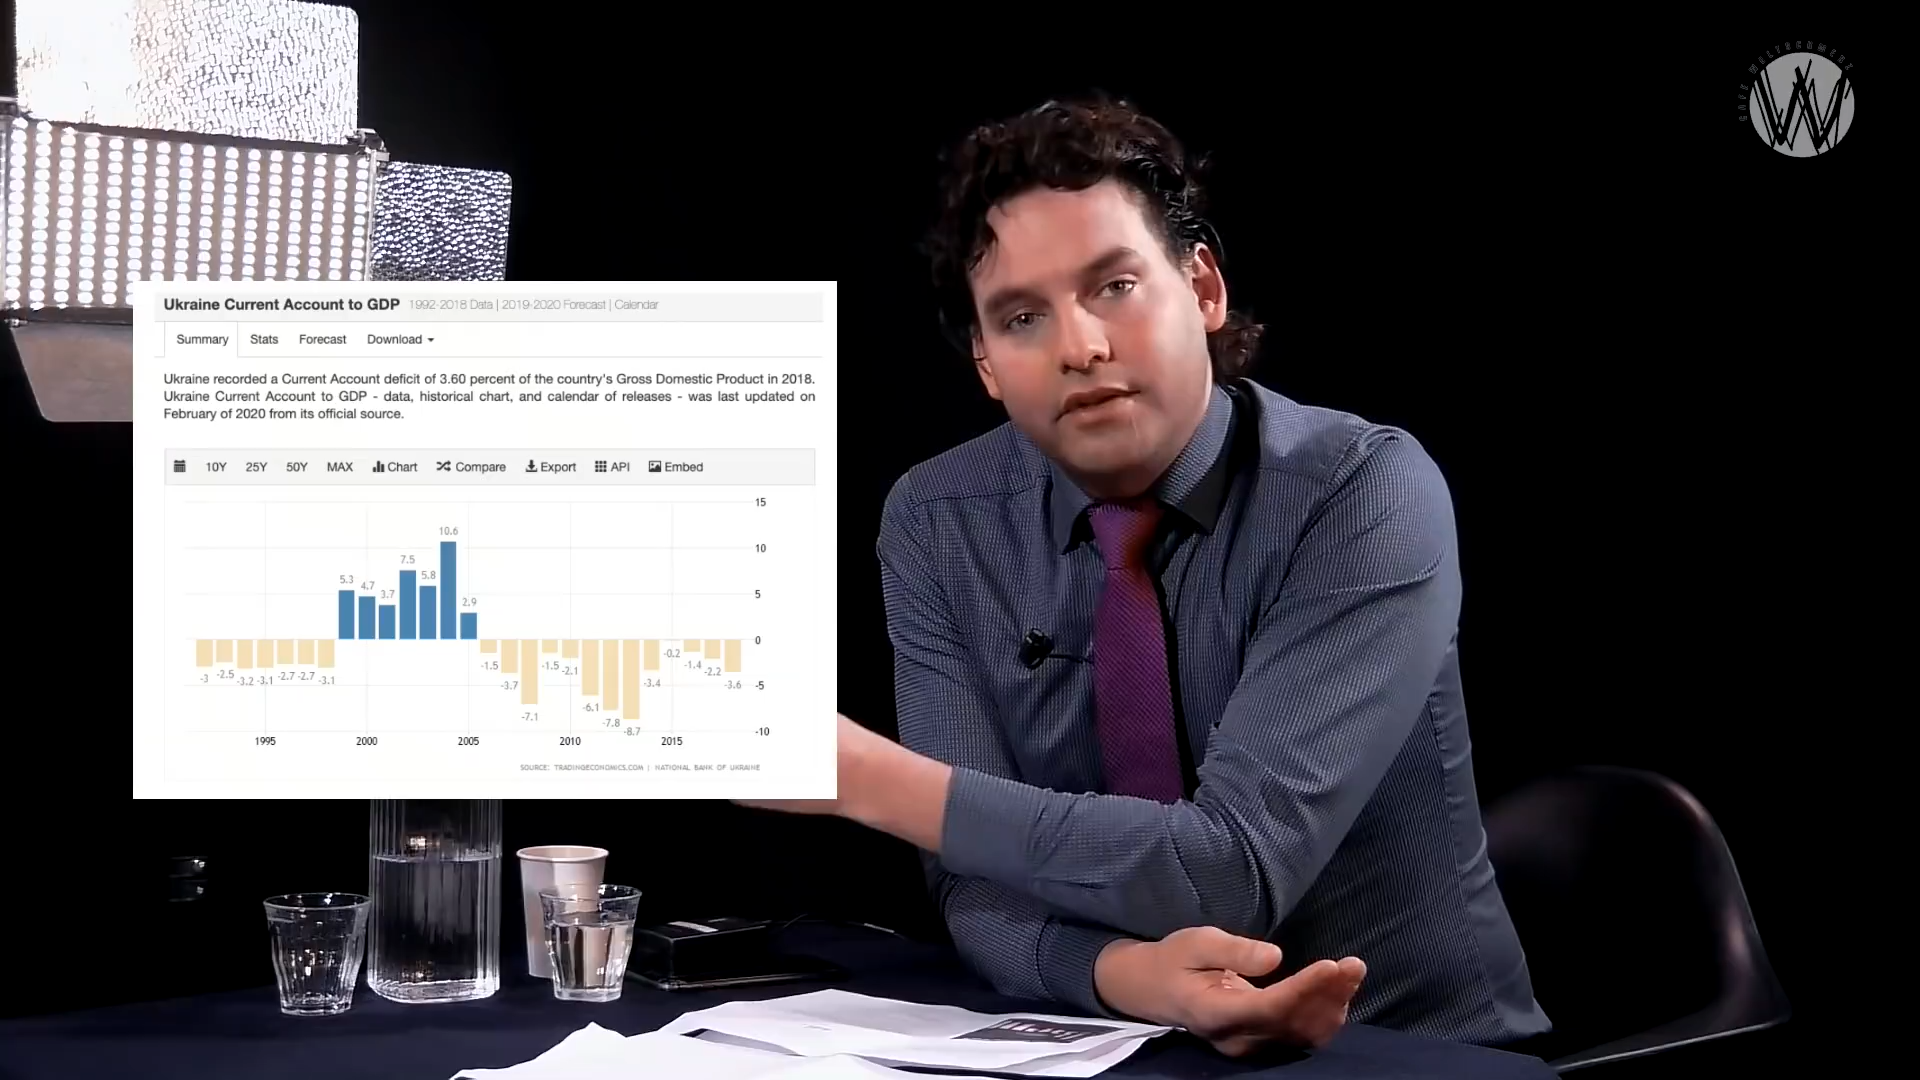 CAFE WELTSCHMERZ
Ukraine Current Account to GDP 1992-2018 Data | 2019-2020 Forecast | Calendar
Summary Stats Forecast Download
Ukraine recorded a Current Account deficit of 3.60 percent of the country's Gross Domestic Product in 2018.
Ukraine Current Account to GDP - data, historical chart, and calendar of releases - was last updated on
February of 2020 from its official source.
10Y 25Y 50Y MAX Chart Compare Export API Embed
15
10.6
10
7.5
5.3 4.7 3.7 5.8
5
2.9
0
-3 -2.5 -3.2 -3.1 -2.7 -2.7 -3.1 -1.5 -3.7 -7.1 -1.5 -2.1 -6.1 -7.8 -8.7 -3.4 -0.2 -1.4 -2.2 -3.6
-5
-10
1995 2000 2005 2010 2015
SOURCE: TRADINGECONOMICS.COM | NATIONAL BANK OF UKRAINE